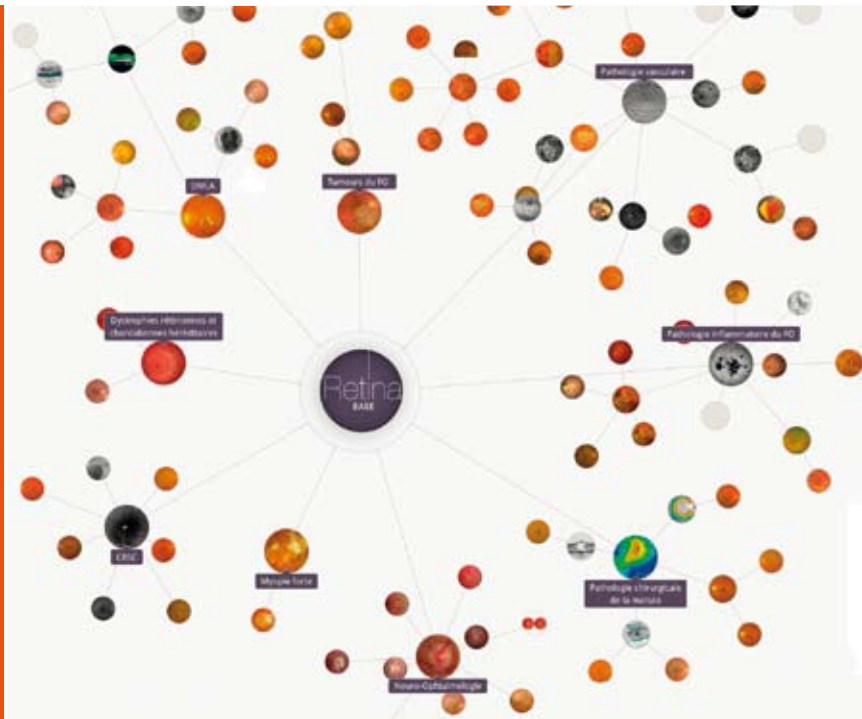 Pathologie vasculaire
DMLA
Tumeurs du FO
Dystrophies rétiniennes et
choroïdiennes héréditaires
Pathologie inflammatoire du FO
Retina
BASE
CRSC
Myopie forte
Pathologie chirurgicale
de la macula
Neuro-Ophtalmologie